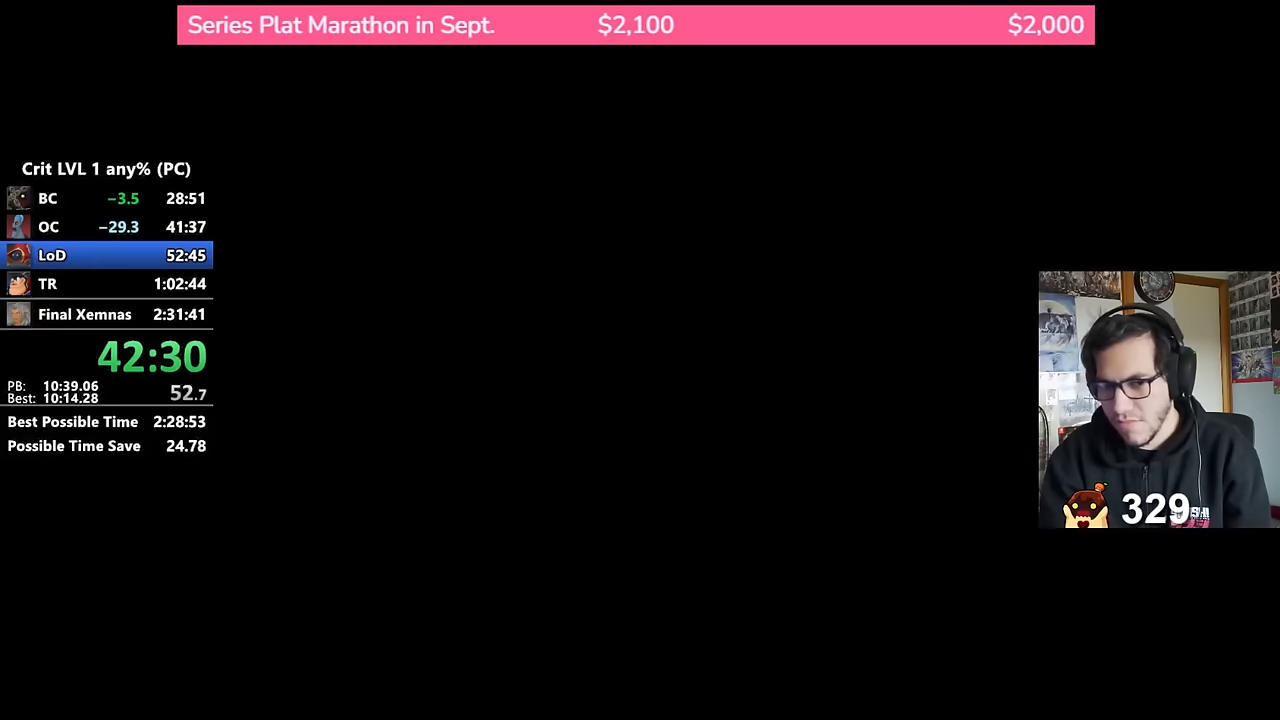 Series Plat Marathon in Sept. $2,100 $2,000
Crit LVL 1 any% (PC)
BC −3.5 28:51
OC −29.3 41:37
LoD 52:45
TR 1:02:44
Final Xemnas 2:31:41
42:30
PB: 10:39.06
Best: 10:14.28
52.7
Best Possible Time 2:28:53
Possible Time Save 24.78
329